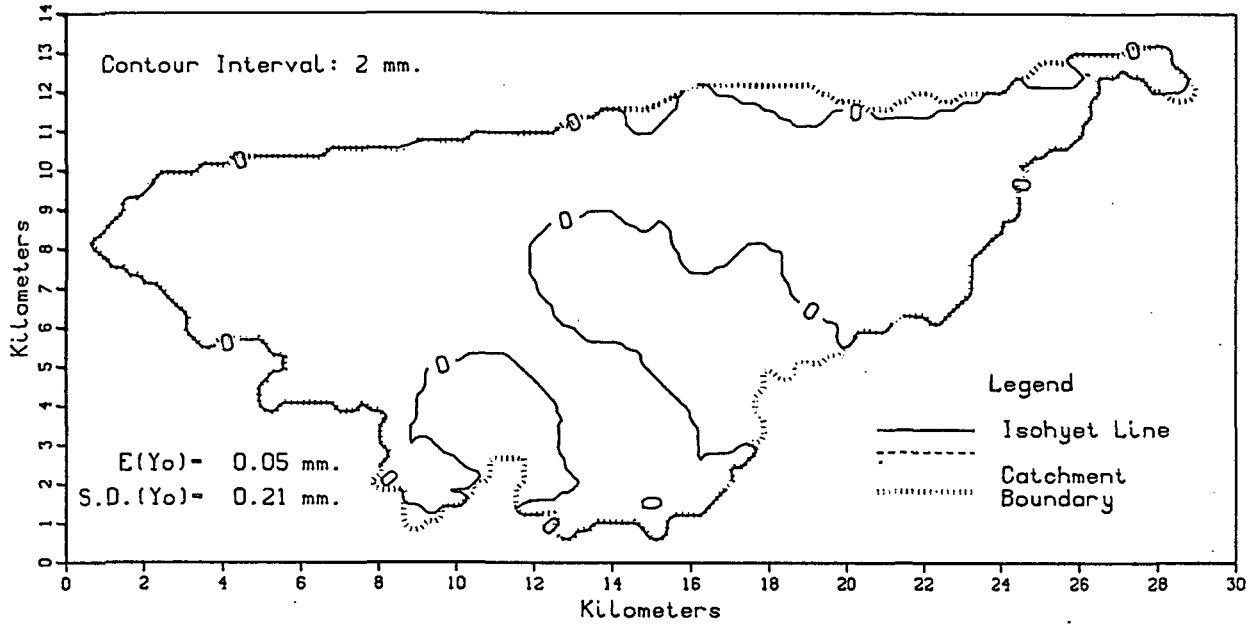 Contour Interval: 2 mm.
0
0
0
0
0
0
0
0
0
0
0
0
E(Yo)= 0.05 mm.
S.D.(Yo)= 0.21 mm.
Legend
Isohyet Line
Catchment
Boundary
Kilometers
14
13
12
11
10
9
8
7
6
5
4
3
2
1
0
0 2 4 6 8 10 12 14 16 18 20 22 24 26 28 30
Kilometers